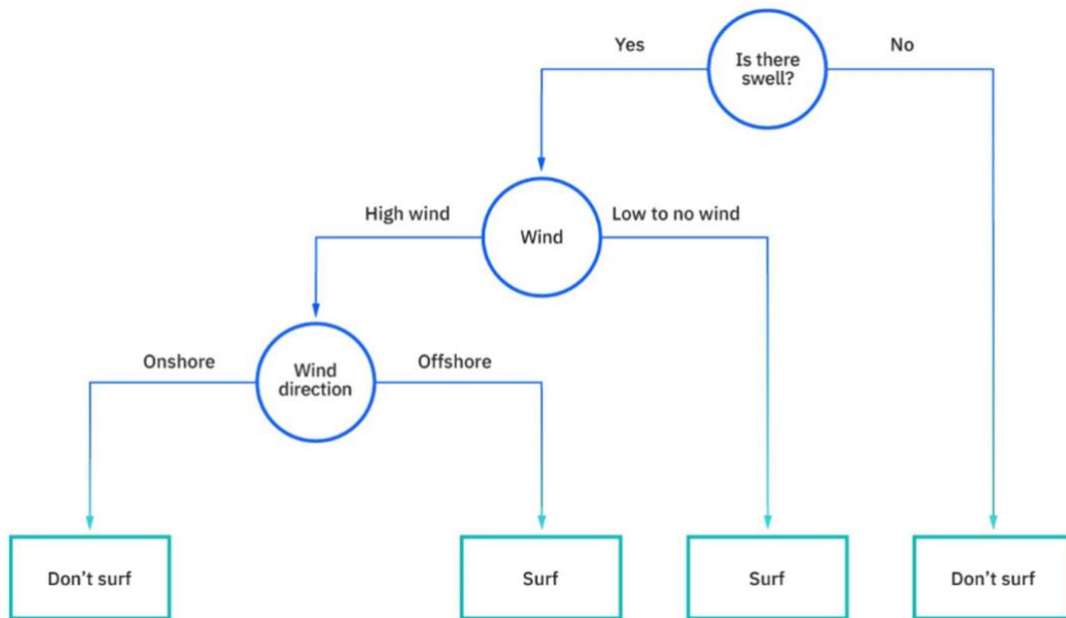 Yes
No
Is there
swell?
High wind
Low to no wind
Wind
Onshore
Offshore
Wind
direction
Don’t surf
Surf
Surf
Don’t surf